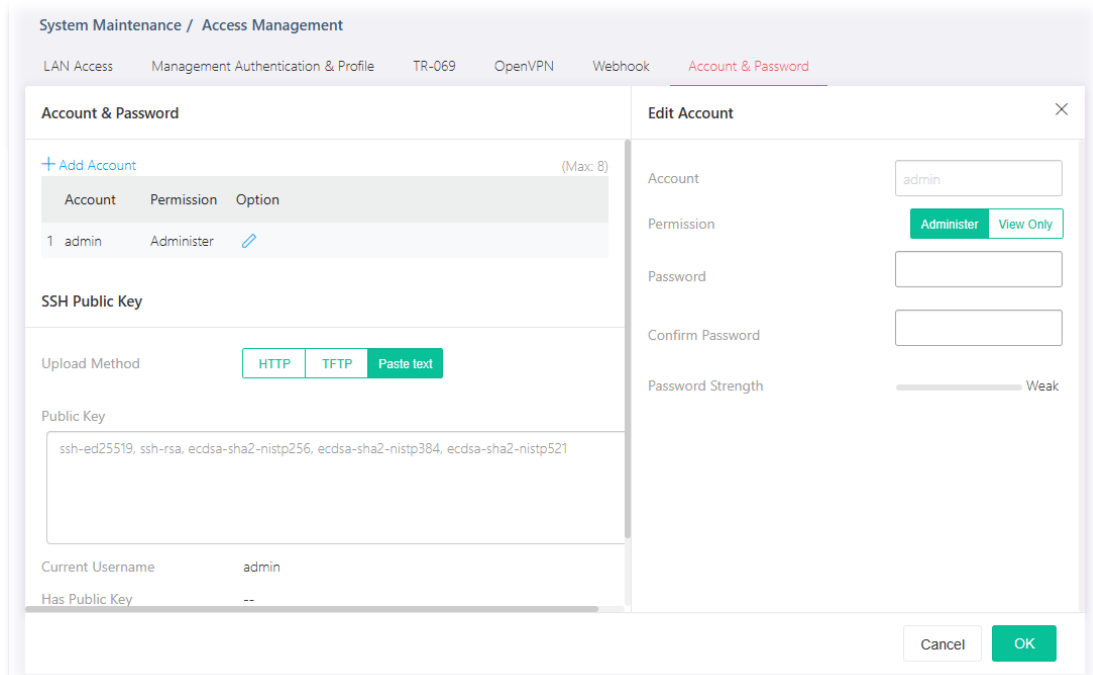 System Maintenance / Access Management
LAN Access Management Authentication & Profile TR-069 OpenVPN Webhook Account & Password
Account & Password
+ Add Account (Max: 8)
Account Permission Option
1 admin Administer
SSH Public Key
Upload Method HTTP TFTP Paste text
Public Key
ssh-ed25519, ssh-rsa, ecdsa-sha2-nistp256, ecdsa-sha2-nistp384, ecdsa-sha2-nistp521
Current Username admin
Has Public Key --
Edit Account
Account admin
Permission Administer View Only
Password
Confirm Password
Password Strength Weak
Cancel OK